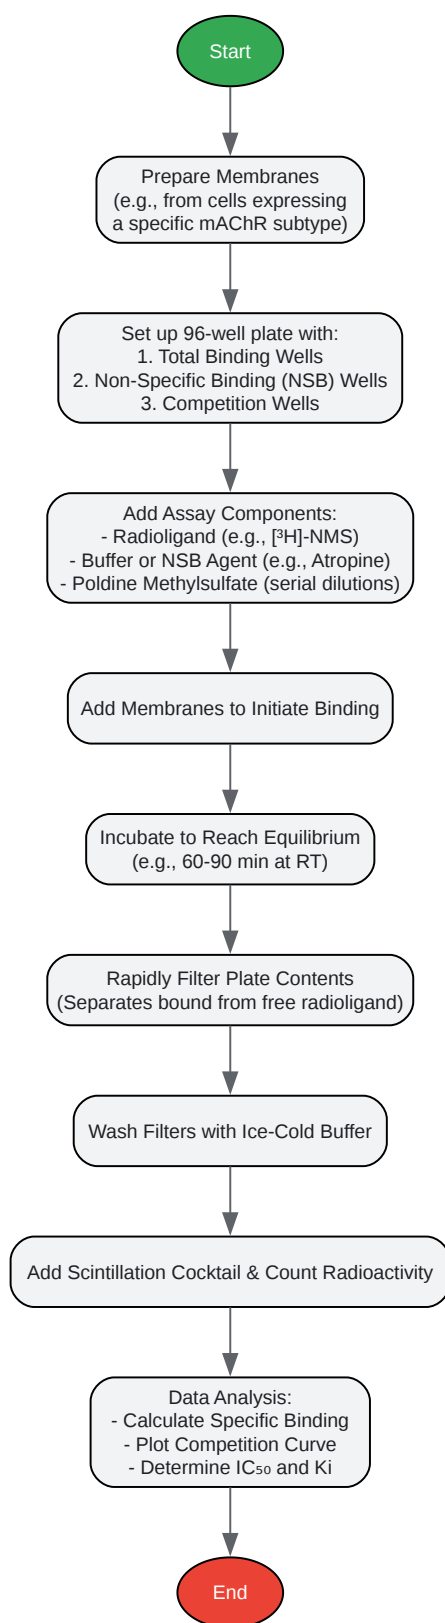 Start
Prepare Membranes
(e.g., from cells expressing
a specific mAChR subtype)
Set up 96-well plate with:
1. Total Binding Wells
2. Non-Specific Binding (NSB) Wells
3. Competition Wells
Add Assay Components:
- Radioligand (e.g., [³H]-NMS)
- Buffer or NSB Agent (e.g., Atropine)
- Poldine Methylsulfate (serial dilutions)
Add Membranes to Initiate Binding
Incubate to Reach Equilibrium
(e.g., 60-90 min at RT)
Rapidly Filter Plate Contents
(Separates bound from free radioligand)
Wash Filters with Ice-Cold Buffer
Add Scintillation Cocktail & Count Radioactivity
Data Analysis:
- Calculate Specific Binding
- Plot Competition Curve
- Determine IC₅₀ and Ki
End